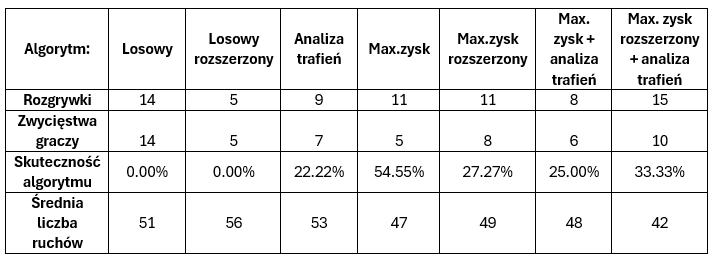 Algorytm: Losowy Losowy rozszerzony Analiza trafień Max.zysk Max.zysk rozszerzony Max. zysk + analiza trafień Max. zysk rozszerzony + analiza trafień
Rozgrywki 14 5 9 11 11 8 15
Zwycięstwa graczy 14 5 7 5 8 6 10
Skuteczność algorytmu 0.00% 0.00% 22.22% 54.55% 27.27% 25.00% 33.33%
Średnia liczba ruchów 51 56 53 47 49 48 42